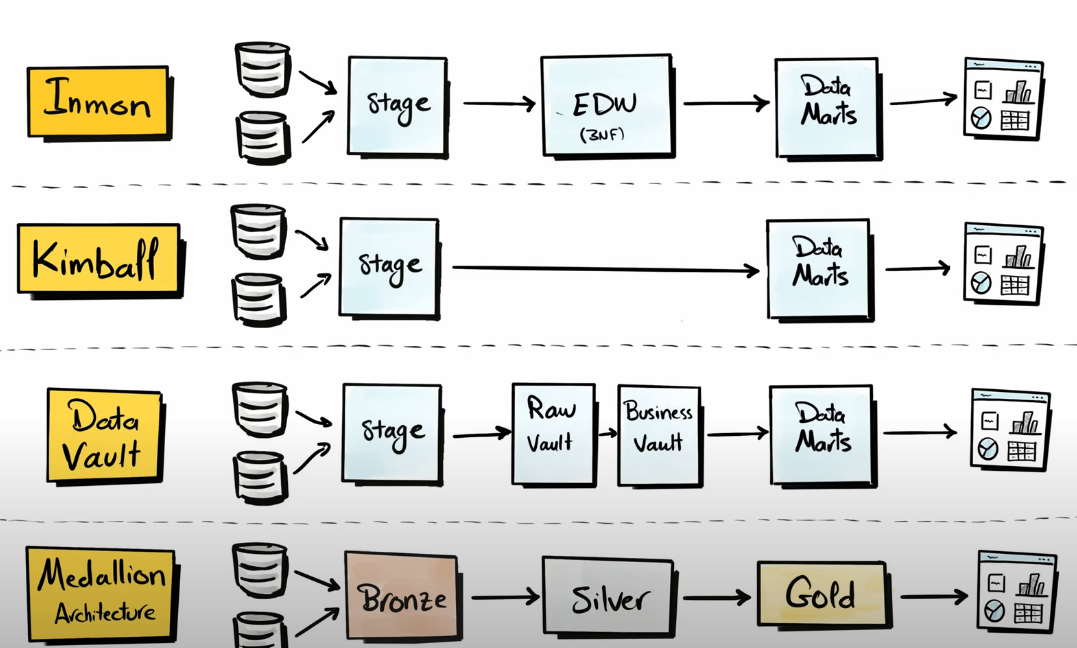 Inmon
Stage
EDW
(3NF)
Data
Marts
Kimball
Stage
Data
Marts
Data
Vault
Stage
Raw
Vault
Business
Vault
Data
Marts
Medallion
Architecture
Bronze
Silver
Gold